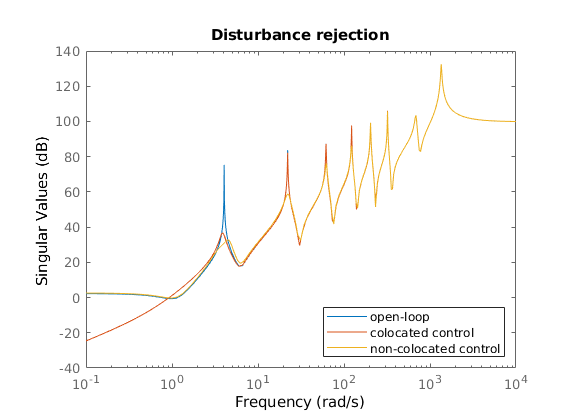 Disturbance rejection
Singular Values (dB)
140
120
100
80
60
40
20
0
-20
-40
10^-1
10^0
10^1
10^2
10^3
10^4
Frequency (rad/s)
open-loop
colocated control
non-colocated control